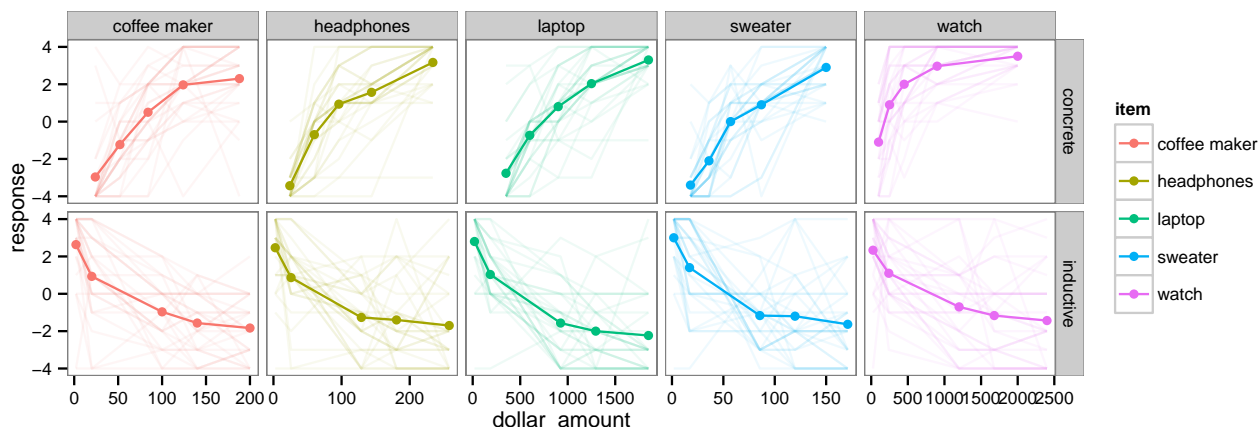 coffee maker headphones laptop sweater watch
4
2
0
−2
−4
concrete
4
2
0
−2
−4
inductive
response
0 50 100 150 200 0 100 200 0 500 1000 1500 0 50 100 150 0 500 1000 1500 2000 2500
dollar_amount
item
coffee maker
headphones
laptop
sweater
watch